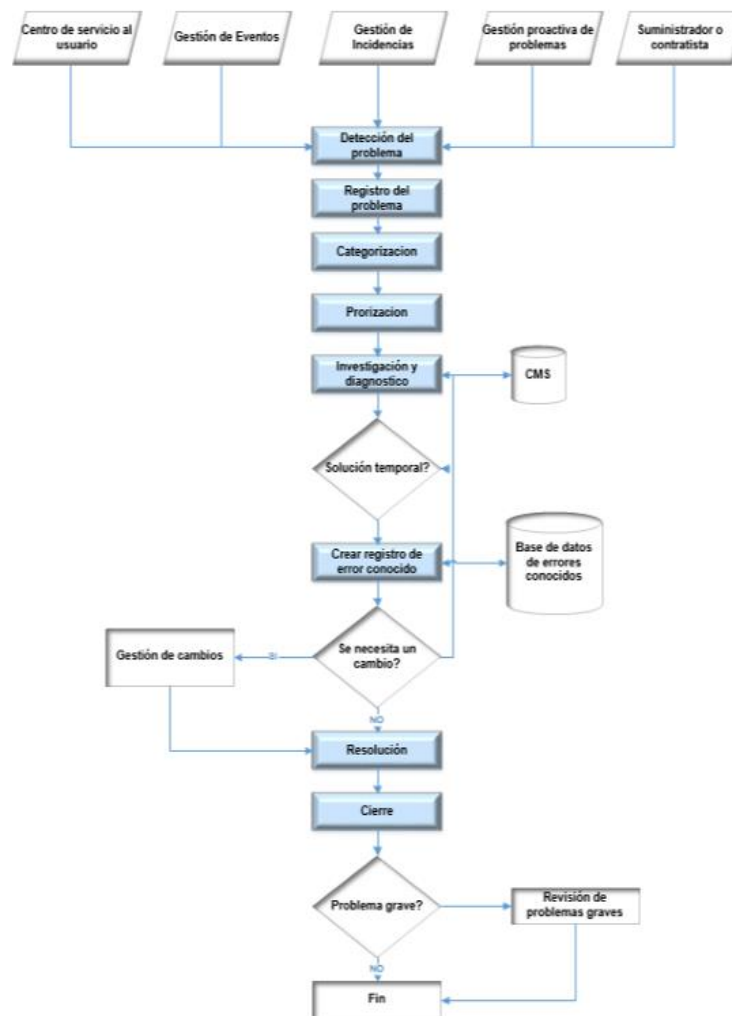 Centro de servicio al
usuario
Gestión de Eventos
Gestión de
Incidencias
Gestión proactiva de
problemas
Suministrador o
contratista
Detección del
problema
Registro del
problema
Categorizacion
Prorizacion
Investigación y
diagnostico
CMS
Solución temporal?
Crear registro de
error conocido
Base de datos
de errores
conocidos
Se necesita un
cambio?
Gestión de cambios
NO
Resolución
Cierre
Problema grave?
Revisión de
problemas graves
NO
Fin